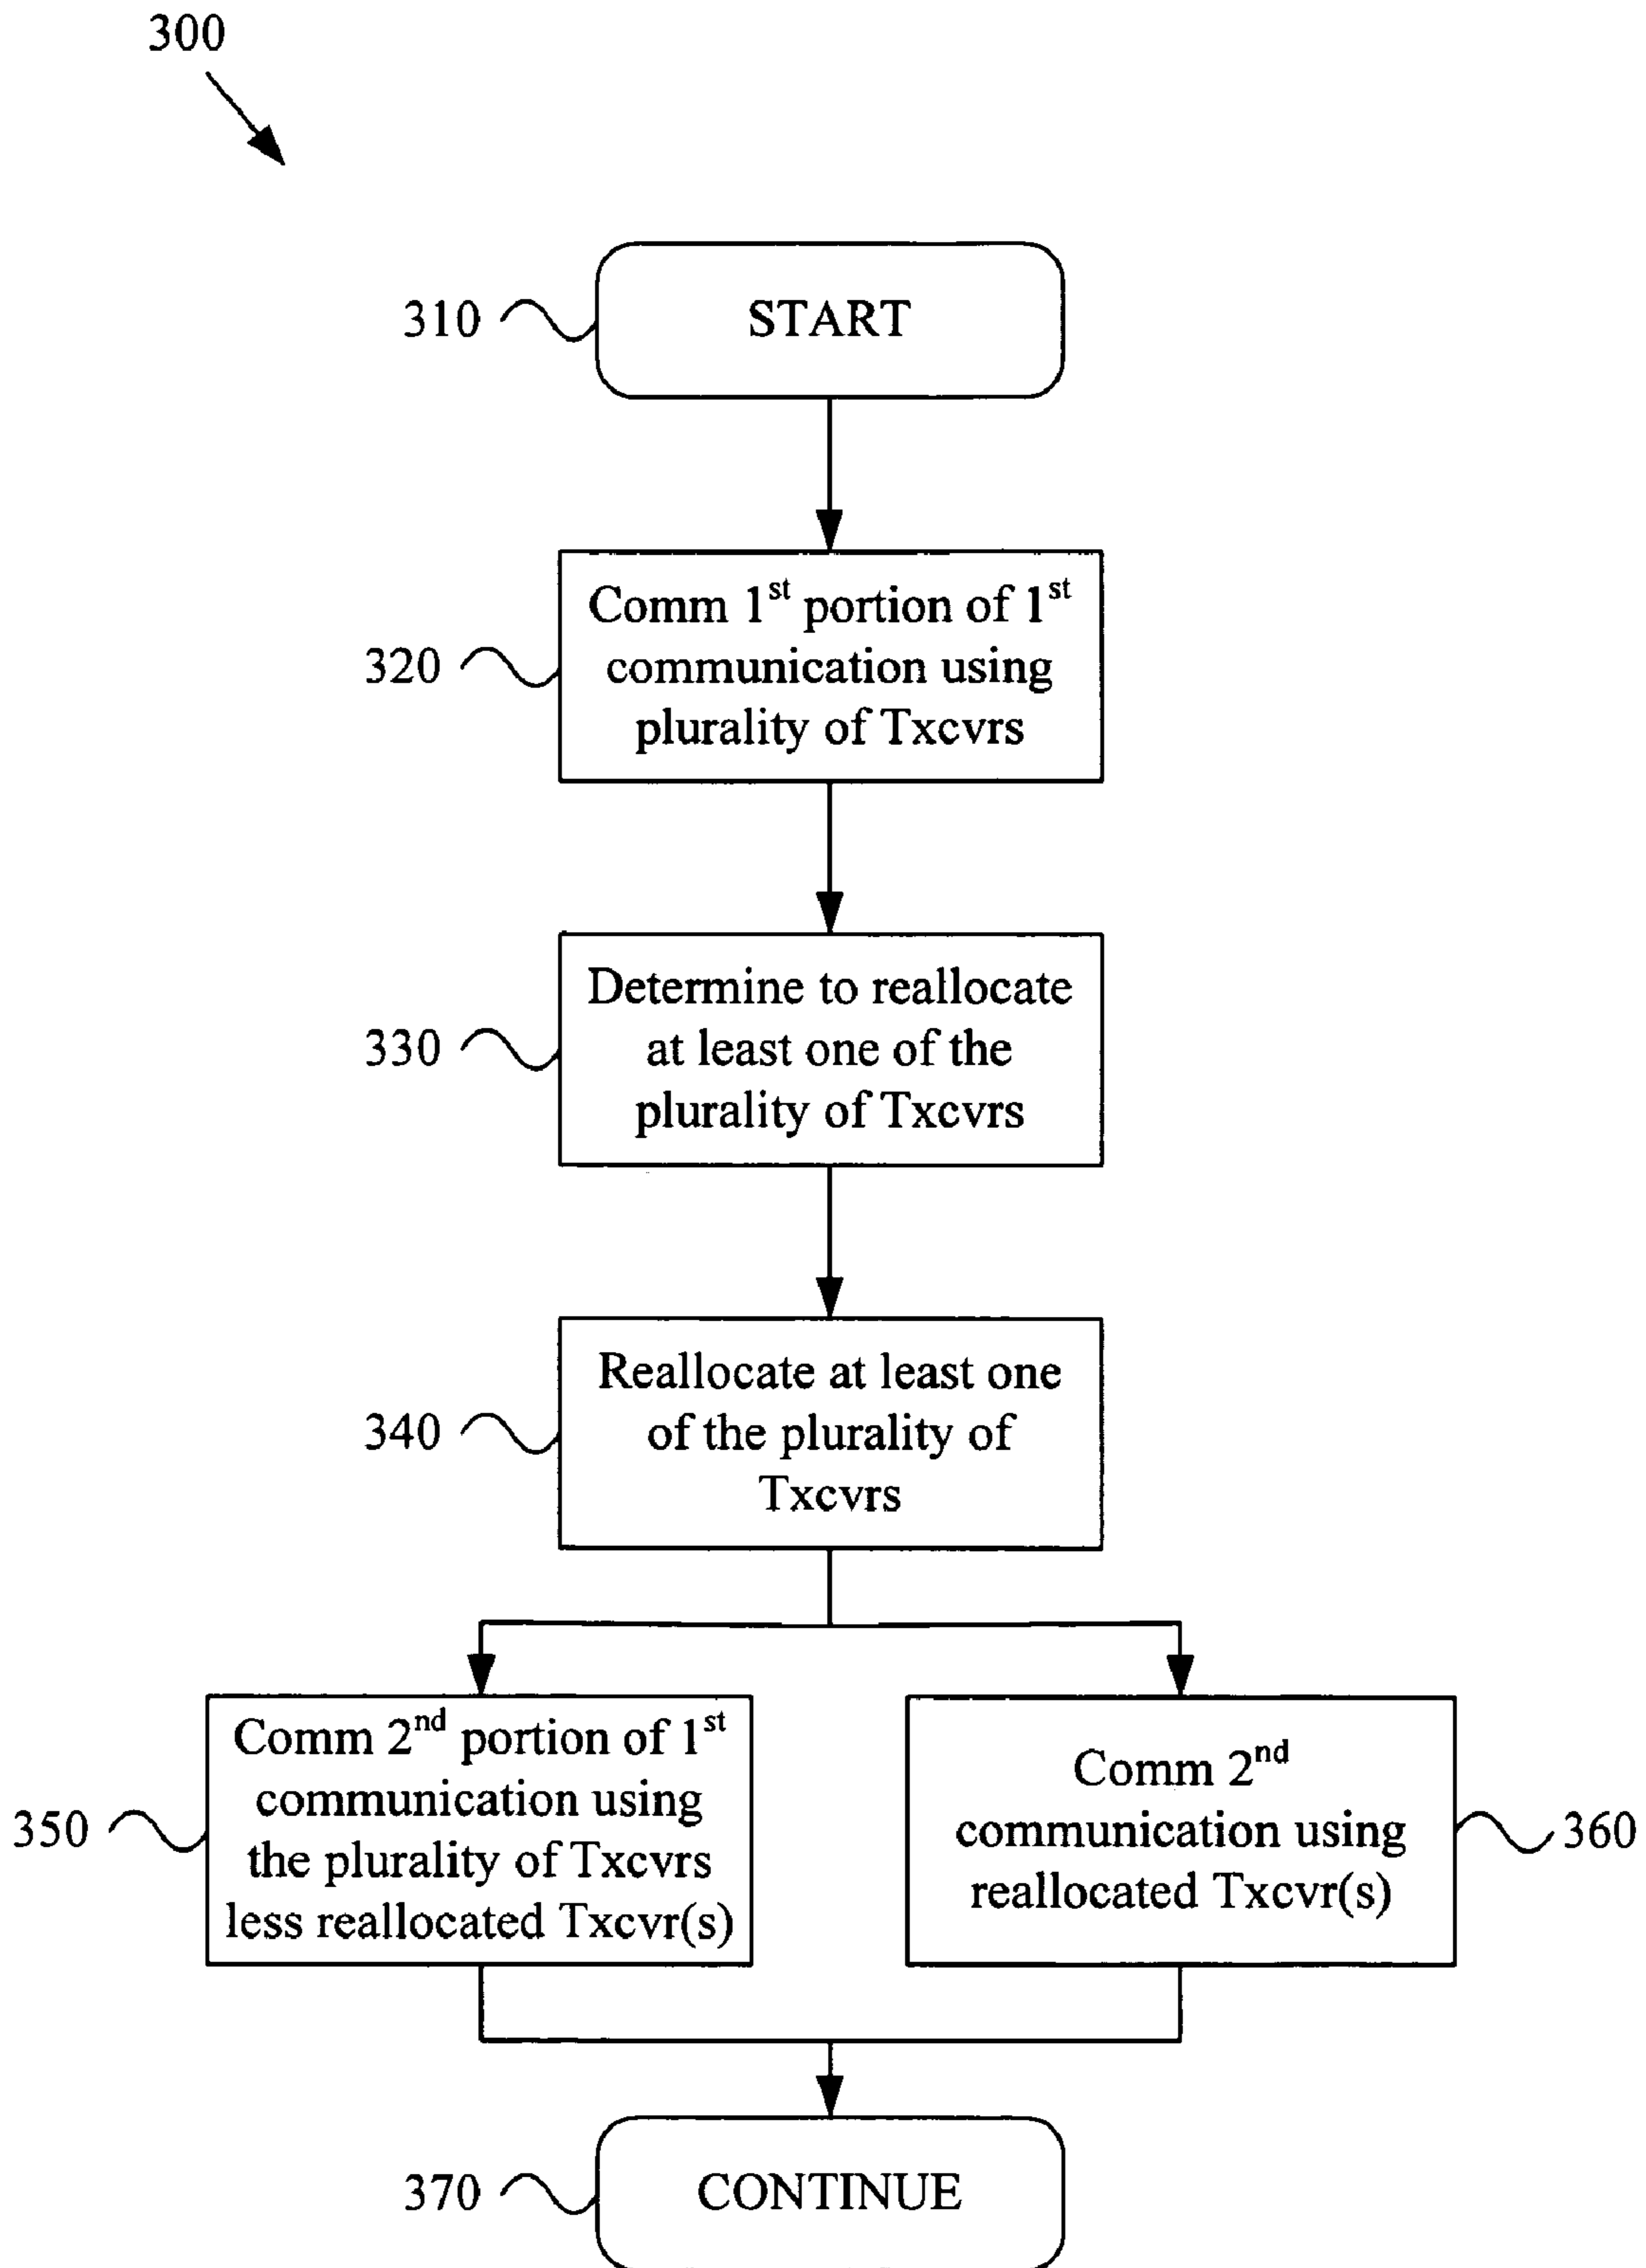 300
310
START
320
Comm 1st portion of 1st
communication using
plurality of Txcvrs
330
Determine to reallocate
at least one of the
plurality of Txcvrs
340
Reallocate at least one
of the plurality of
Txcvrs
350
Comm 2nd portion of 1st
communication using
the plurality of Txcvrs
less reallocated Txcvr(s)
Comm 2nd
communication using
reallocated Txcvr(s)
360
370
CONTINUE